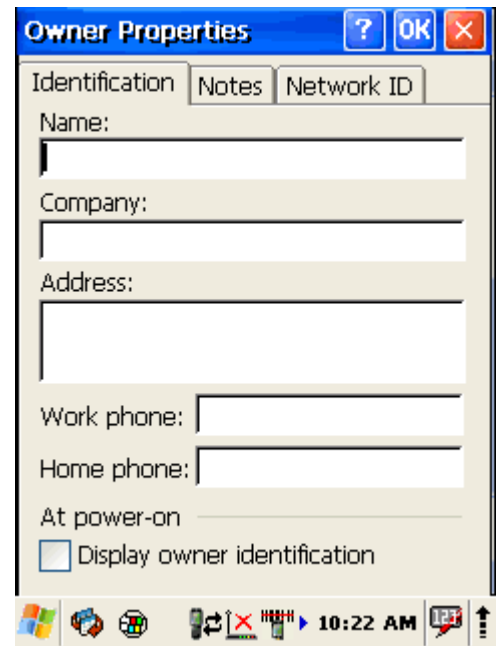 Owner Properties ? OK
Identification Notes Network ID
Name:
Company:
Address:
Work phone:
Home phone:
At power-on
Display owner identification
10:22 AM 123